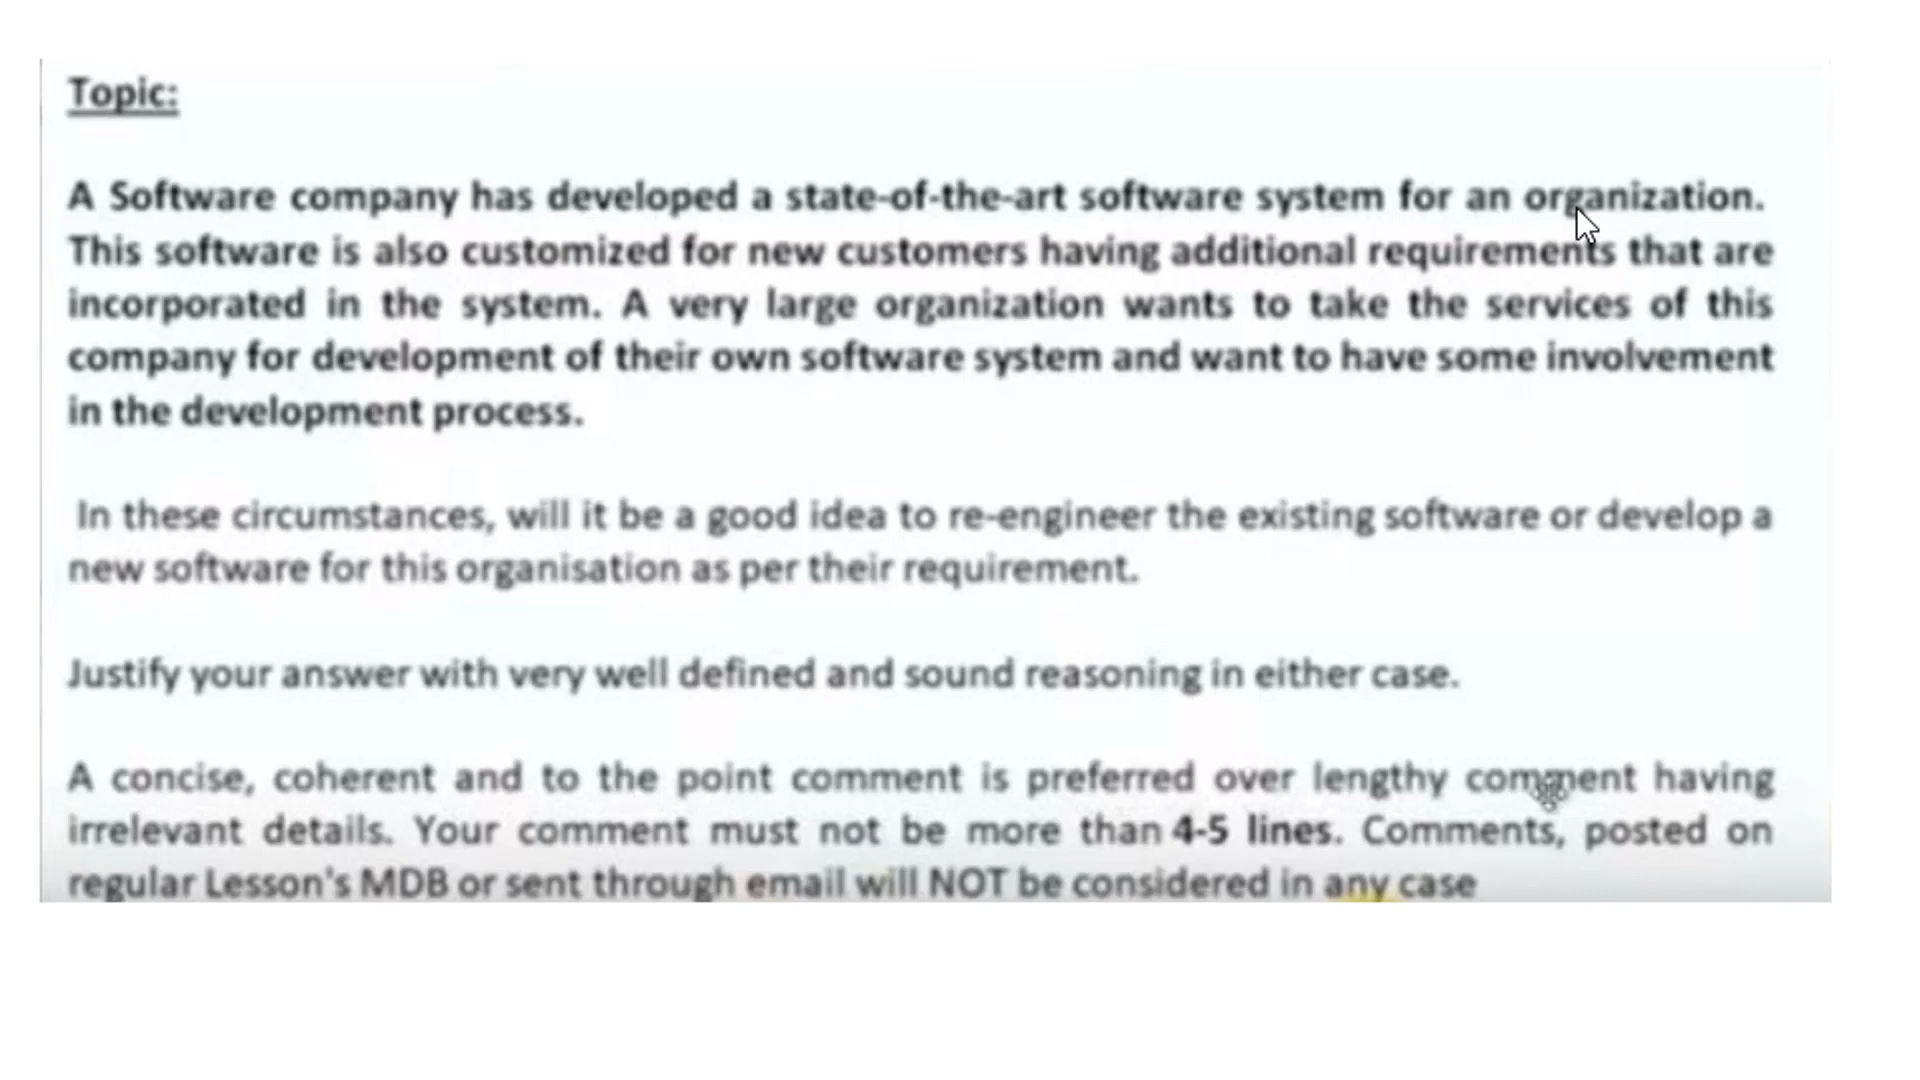 Topic:
A Software company has developed a state-of-the-art software system for an organization.
This software is also customized for new customers having additional requirements that are
incorporated in the system. A very large organization wants to take the services of this
company for development of their own software system and want to have some involvement
in the development process.
In these circumstances, will it be a good idea to re-engineer the existing software or develop a
new software for this organisation as per their requirement.
Justify your answer with very well defined and sound reasoning in either case.
A concise, coherent and to the point comment is preferred over lengthy comment having
irrelevant details. Your comment must not be more than 4-5 lines. Comments, posted on
regular Lesson's MDB or sent through email will NOT be considered in any case